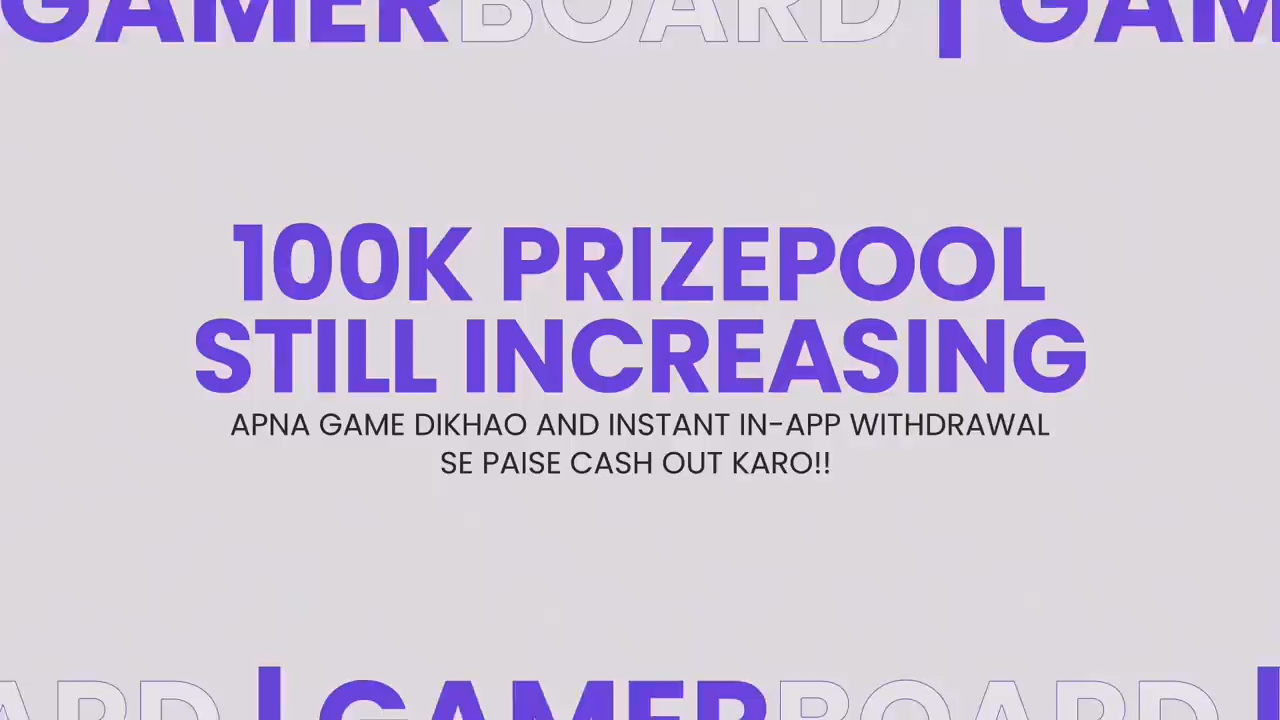 GAMERBOARD | GAM
100K PRIZEPOOL
STILL INCREASING
APNA GAME DIKHAO AND INSTANT IN-APP WITHDRAWAL
SE PAISE CASH OUT KARO!!
ARD | GAMERBOARD |